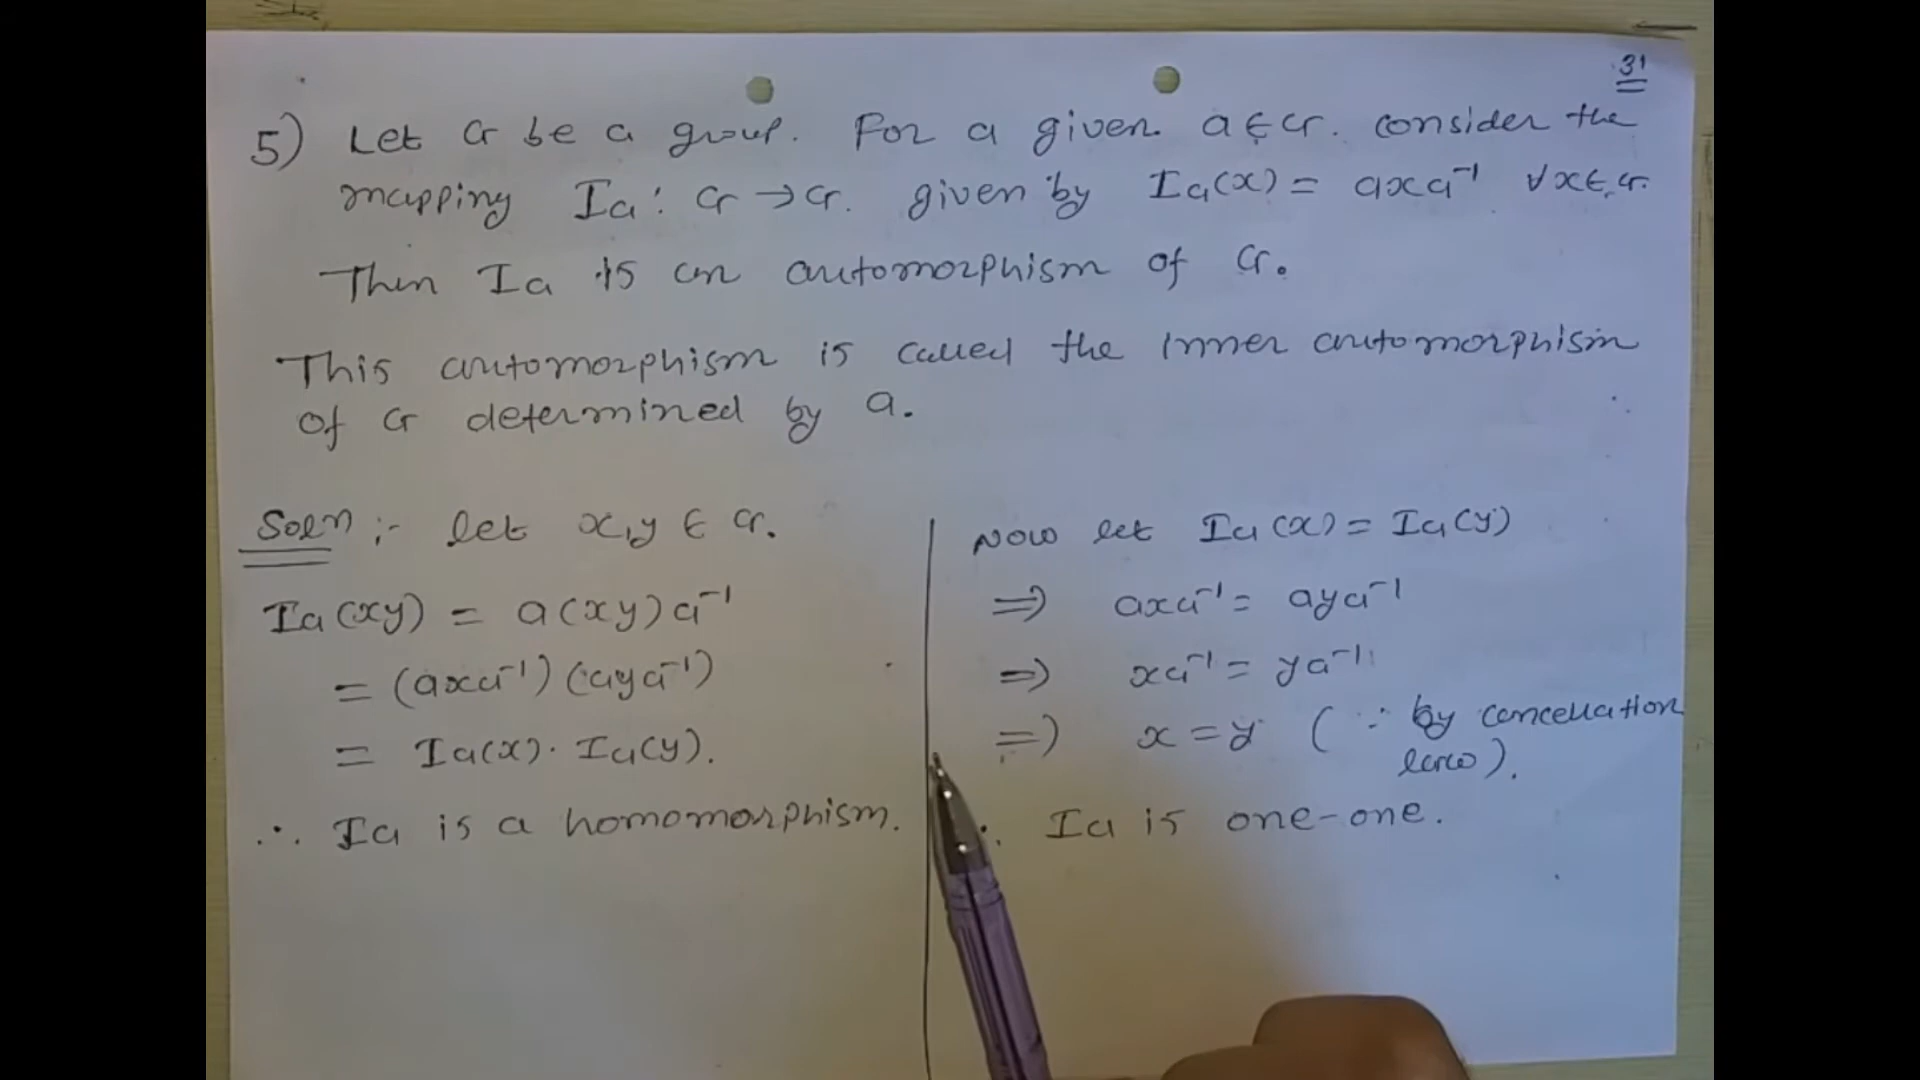 31
5) Let G be a group. For a given a ∈ G. consider the
mapping Ia : G → G. given by Ia(x) = axa⁻¹ ∀x∈G.
Then Ia is an automorphism of G.
This automorphism is called the inner automorphism
of G determined by a.
Soln :- let x,y ∈ G.
Ia(xy) = a(xy)a⁻¹
= (axa⁻¹)(aya⁻¹)
= Ia(x)·Ia(y).
∴ Ia is a homomorphism.
Now let Ia(x) = Ia(y)
⇒ axa⁻¹ = aya⁻¹
⇒ xa⁻¹ = ya⁻¹
⇒ x = y (∵ by cancellation
law).
∴ Ia is one-one.